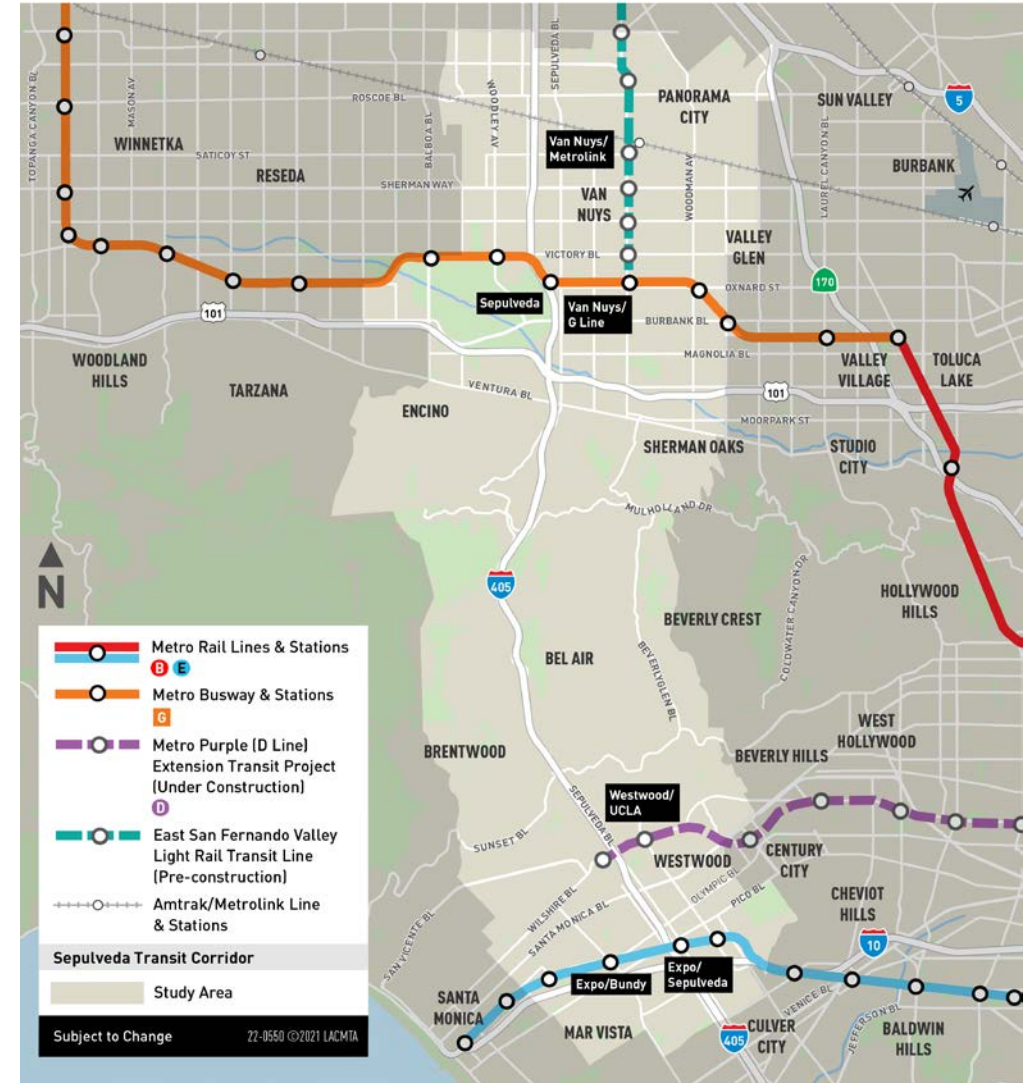 SEPULVEDA BL
TOPANGA CANYON BL
MASON AV
WINNETKA
SATICOY ST
RESEDA
ROSCOE BL
BALBOA BL
SHERMAN WAY
WOODLEY AV
PANORAMA
CITY
SUN VALLEY
5
Van Nuys/
Metrolink
WOODMAN AV
LAUREL CANYON BL
BURBANK
VAN
NUYS
VICTORY BL
VALLEY
GLEN
OXNARD ST
170
Sepulveda
Van Nuys/
G Line
BURBANK BL
MAGNOLIA BL
101
WOODLAND
HILLS
TARZANA
VENTURA BL
ENCINO
VALLEY
VILLAGE
TOLUCA
LAKE
101
MOORPARK ST
SHERMAN OAKS
STUDIO
CITY
MULHOLLAND DR
N
405
COLDWATER CANYON DR
HOLLYWOOD
HILLS
BEVERLY CREST
BEL AIR
BEVERLYGLEN BL
WEST
HOLLYWOOD
BRENTWOOD
BEVERLY HILLS
SEPULVEDA BL
Westwood/
UCLA
SUNSET BL
WESTWOOD
CENTURY
CITY
OLYMPIC BL
PICO BL
WILSHIRE BL
SANTA MONICA BL
SAN VICENTE BL
CHEVIOT
HILLS
10
Expo/Bundy
Expo/
Sepulveda
SANTA
MONICA
MAR VISTA
VENICE BL
JEFFERSON BL
405
CULVER
CITY
BALDWIN
HILLS
Metro Rail Lines & Stations
B E
Metro Busway & Stations
G
Metro Purple (D Line)
Extension Transit Project
(Under Construction)
D
East San Fernando Valley
Light Rail Transit Line
(Pre-construction)
Amtrak/Metrolink Line
& Stations
Sepulveda Transit Corridor
Study Area
Subject to Change 22-0550 ©2021 LACMTA